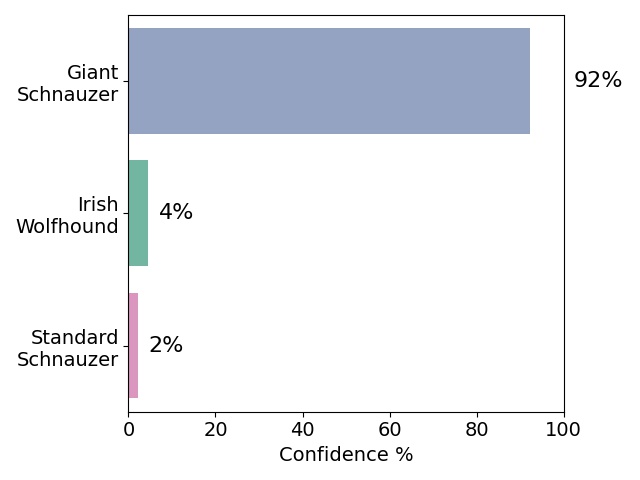 Giant
Schnauzer
92%
Irish
Wolfhound
4%
Standard
Schnauzer
2%
0 20 40 60 80 100
Confidence %